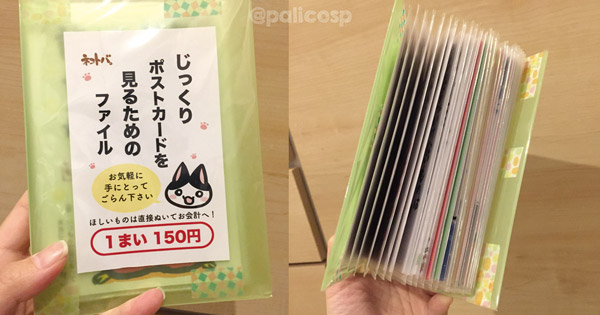 @palicosp
ネットバ。
じっくり
ポストカードを
見るための
ファイル
お気軽に
手にとって
ごらん下さい
ほしいものは直接ぬいてお会計へ！
1まい 150円